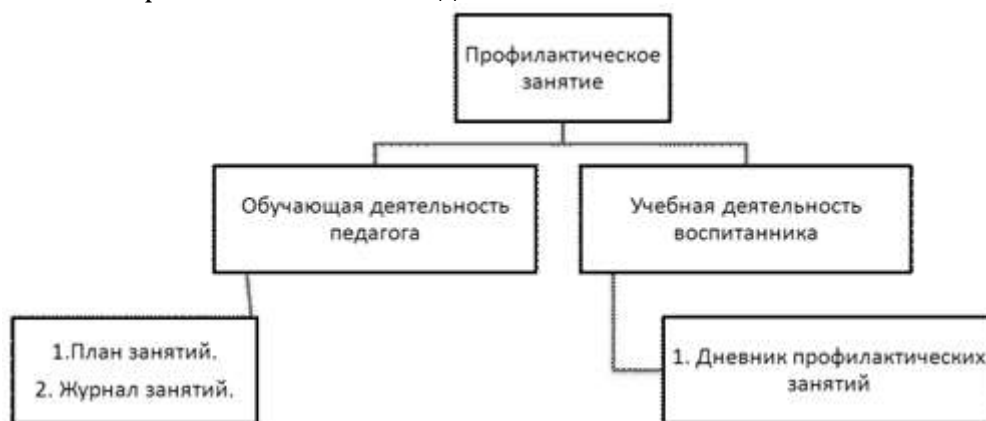 Профилактическое
занятие
Обучающая деятельность
педагога
Учебная деятельность
воспитанника
1.План занятий.
2. Журнал занятий.
1. Дневник профилактических
занятий